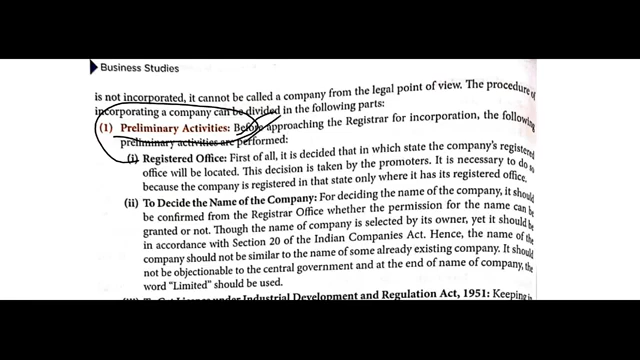 Business Studies
is not incorporated, it cannot be called a company from the legal point of view. The procedure of
incorporating a company can be divided in the following parts:
(1) Preliminary Activities: Before approaching the Registrar for incorporation, the following
preliminary activities are performed:
(i) Registered Office: First of all, it is decided that in which state the company's registered
office will be located. This decision is taken by the promoters. It is necessary to do so
because the company is registered in that state only where it has its registered office.
(ii) To Decide the Name of the Company: For deciding the name of the company, it should
be confirmed from the Registrar Office whether the permission for the name can be
granted or not. Though the name of company is selected by its owner, yet it should be
in accordance with Section 20 of the Indian Companies Act. Hence, the name of the
company should not be similar to the name of some already existing company. It should
not be objectionable to the central government and at the end of name of company, the
word "Limited" should be used.
(iii) To Get Licence under Industrial Development and Regulation Act, 1951: Keeping in